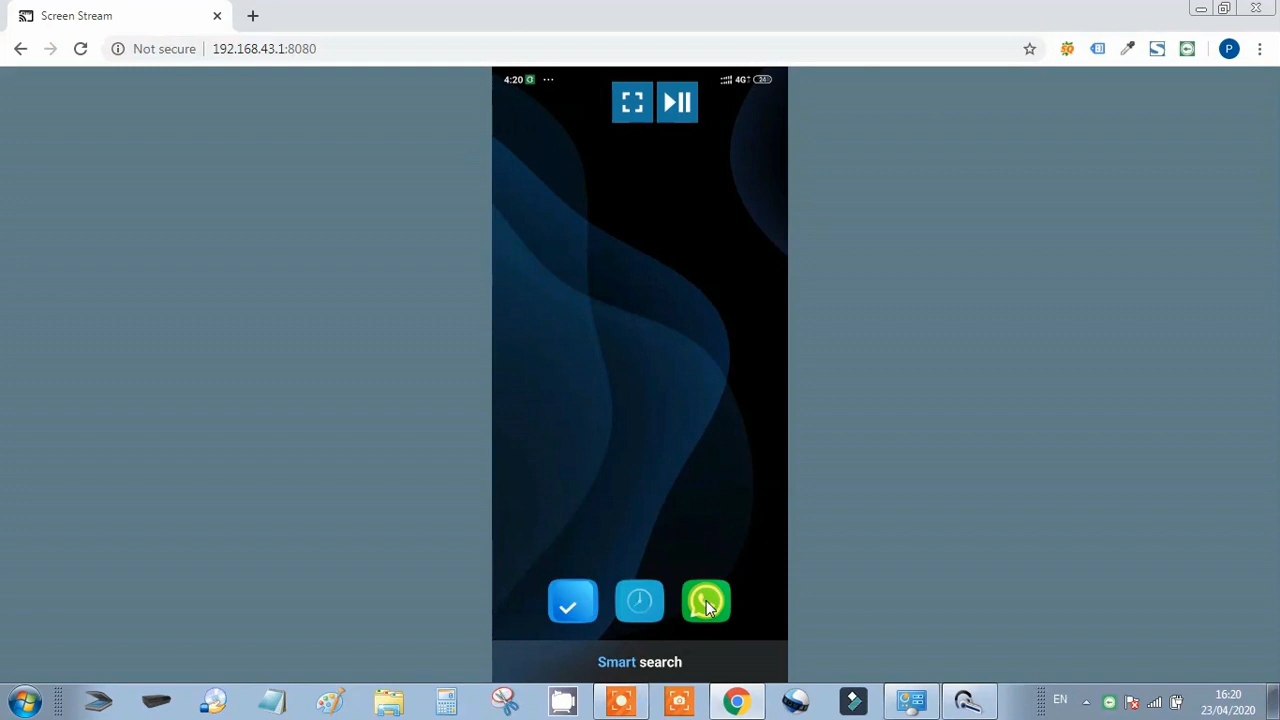 Screen Stream
Not secure
192.168.43.1:8080
P
4:20
4G+
24
Smart search
EN
16:20
23/04/2020